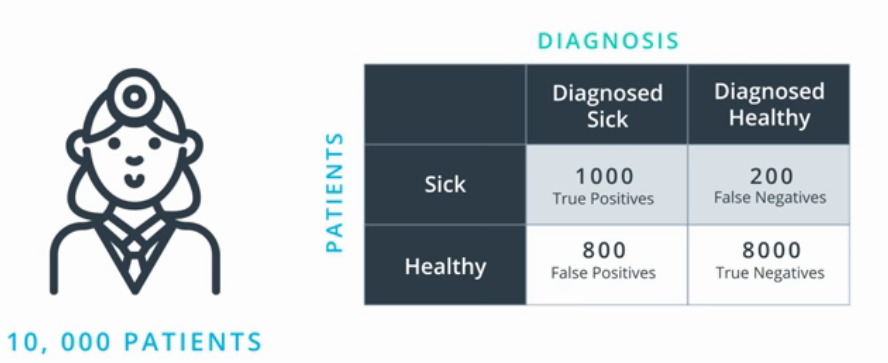 DIAGNOSIS
Diagnosed Sick
Diagnosed Healthy
PATIENTS
Sick
1000
True Positives
200
False Negatives
Healthy
800
False Positives
8000
True Negatives
10, 000 PATIENTS